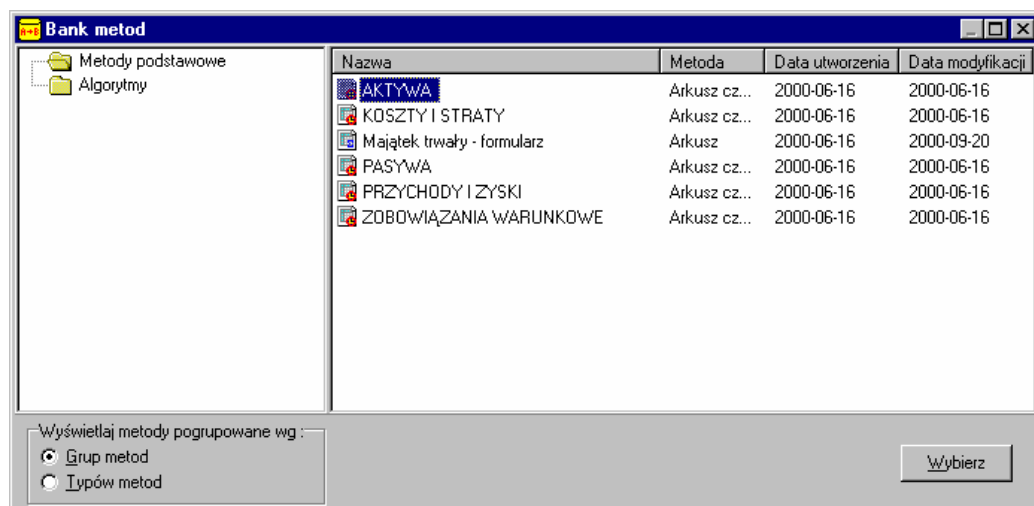 A+B Bank metod
Metody podstawowe
Algorytmy
Nazwa Metoda Data utworzenia Data modyfikacji
AKTYWA Arkusz cz... 2000-06-16 2000-06-16
KOSZTY I STRATY Arkusz cz... 2000-06-16 2000-06-16
Majątek trwały - formularz Arkusz 2000-06-16 2000-09-20
PASYWA Arkusz cz... 2000-06-16 2000-06-16
PRZYCHODY I ZYSKI Arkusz cz... 2000-06-16 2000-06-16
ZOBOWIĄZANIA WARUNKOWE Arkusz cz... 2000-06-16 2000-06-16
Wyświetlaj metody pogrupowane wg :
Grup metod
Typów metod
Wybierz